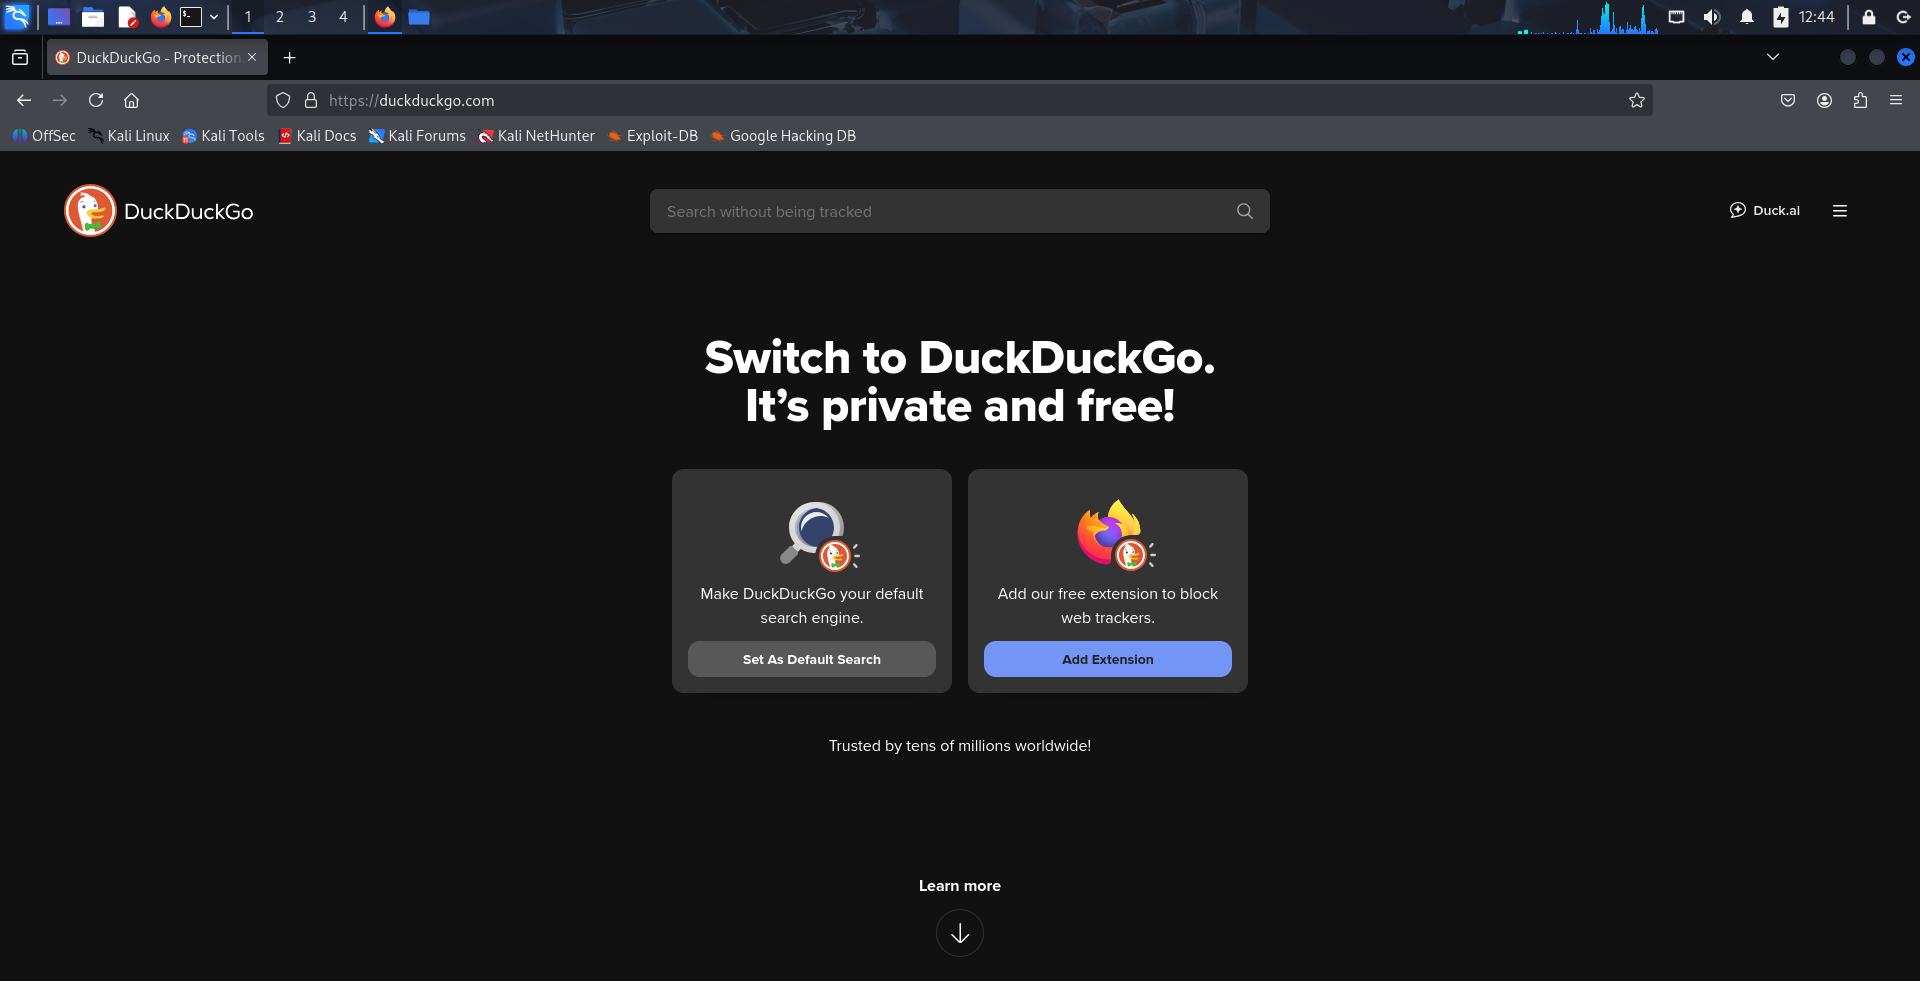 1 2 3 4 12:44
DuckDuckGo - Protection
https://duckduckgo.com
OffSec Kali Linux Kali Tools Kali Docs Kali Forums Kali NetHunter Exploit-DB Google Hacking DB
DuckDuckGo Search without being tracked Duck.ai
Switch to DuckDuckGo.
It’s private and free!
Make DuckDuckGo your default
search engine.
Set As Default Search
Add our free extension to block
web trackers.
Add Extension
Trusted by tens of millions worldwide!
Learn more